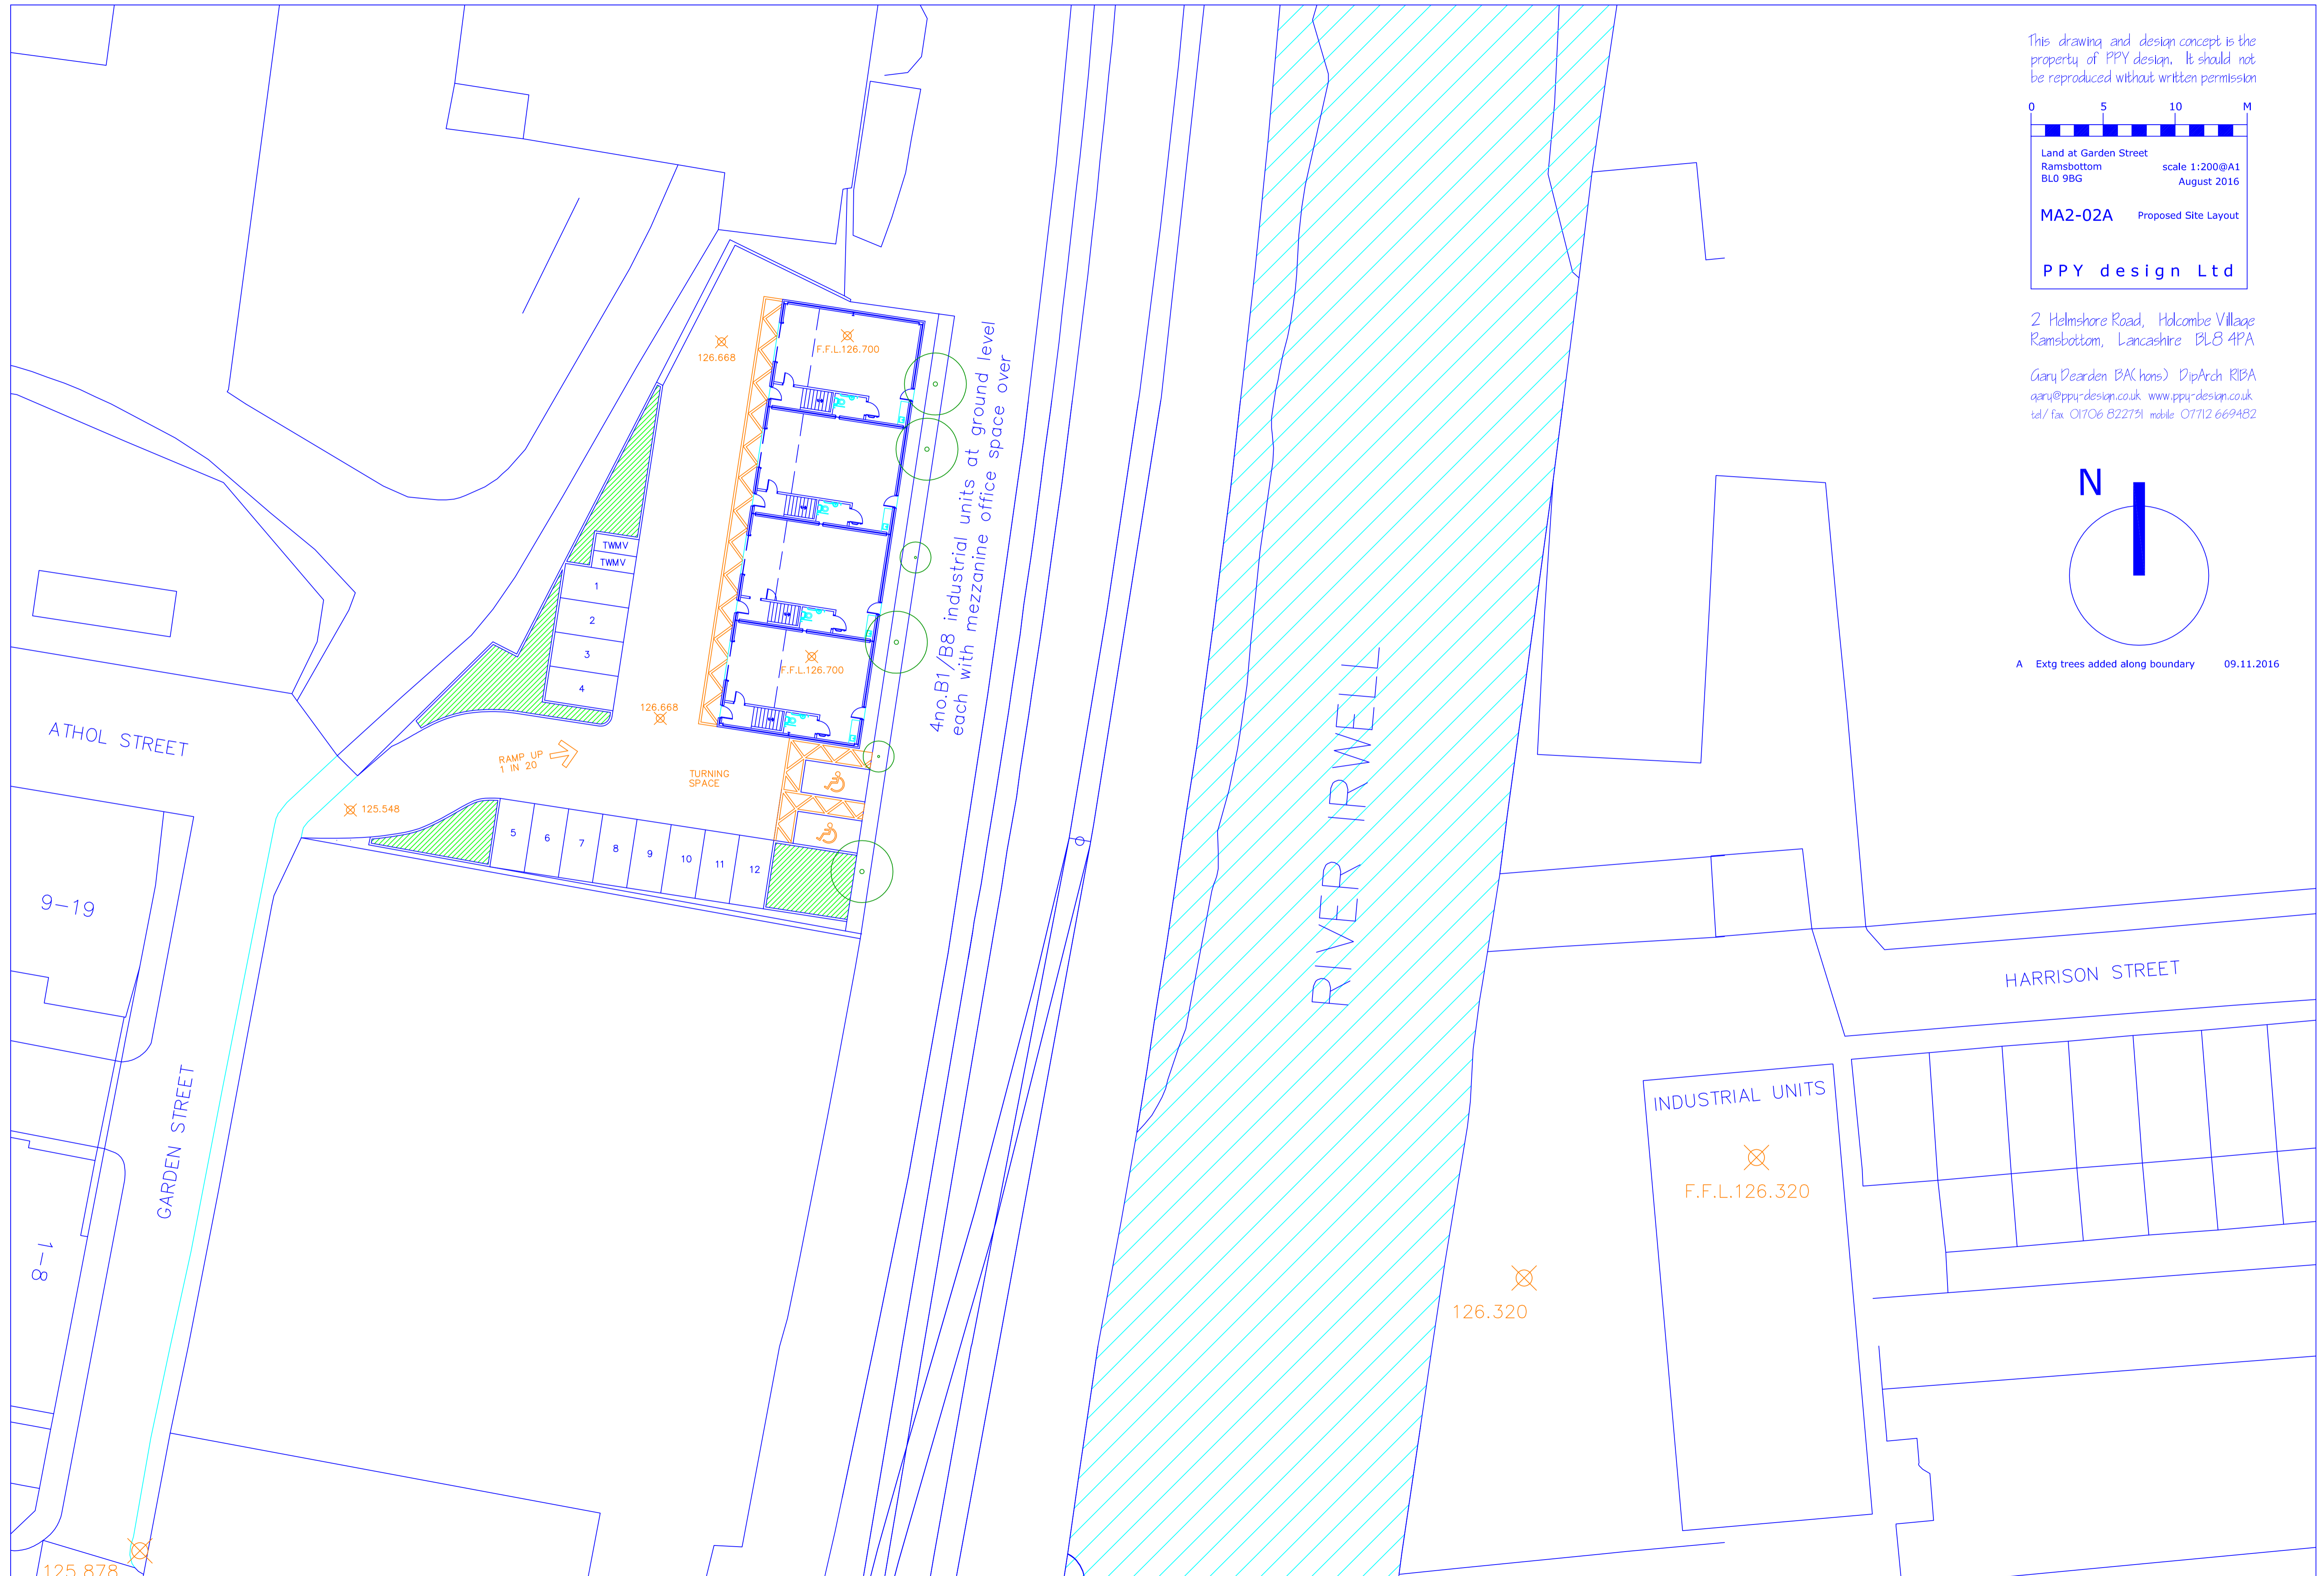 This drawing and design concept is the
property of PPY design. It should not
be reproduced without written permission
0 5 10 M
Land at Garden Street
Ramsbottom scale 1:200@A1
BL0 9BG August 2016
MA2-02A Proposed Site Layout
PPY design Ltd
2 Helmshore Road, Holcombe Village
Ramsbottom, Lancashire BL8 4PA
Gary Dearden BA(hons) DipArch RIBA
gary@ppy-design.co.uk www.ppy-design.co.uk
tel/fax 01706 822731 mobile 07712 669482
N
A Extg trees added along boundary 09.11.2016
126.668
F.F.L.126.700
4no.B1/B8 industrial units at ground level
each with mezzanine office space over
TWMV
TWMV
1
2
3
4
F.F.L.126.700
126.668
RAMP UP
1 IN 20
TURNING
SPACE
125.548
5 6 7 8 9 10 11 12
ATHOL STREET
9-19
GARDEN STREET
1-8
125.878
RIVER IRWELL
HARRISON STREET
INDUSTRIAL UNITS
F.F.L.126.320
126.320